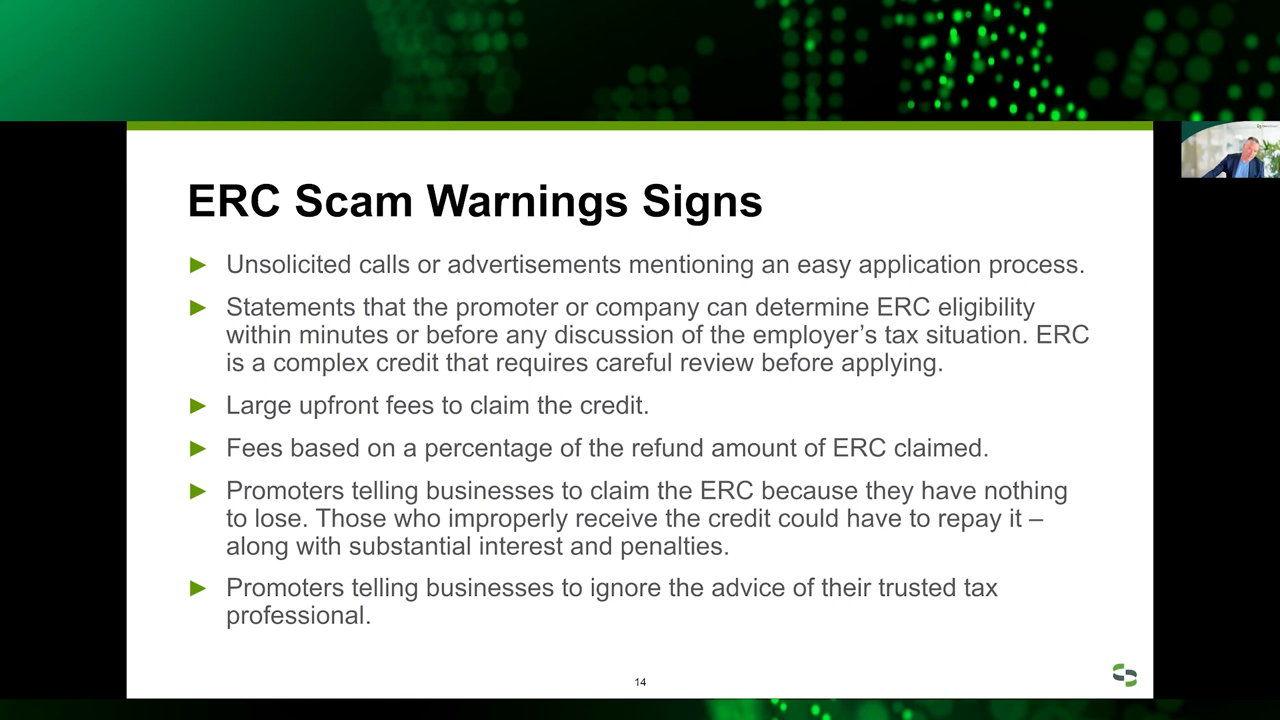 ERC Scam Warnings Signs
► Unsolicited calls or advertisements mentioning an easy application process.
► Statements that the promoter or company can determine ERC eligibility
within minutes or before any discussion of the employer’s tax situation. ERC
is a complex credit that requires careful review before applying.
► Large upfront fees to claim the credit.
► Fees based on a percentage of the refund amount of ERC claimed.
► Promoters telling businesses to claim the ERC because they have nothing
to lose. Those who improperly receive the credit could have to repay it –
along with substantial interest and penalties.
► Promoters telling businesses to ignore the advice of their trusted tax
professional.
14